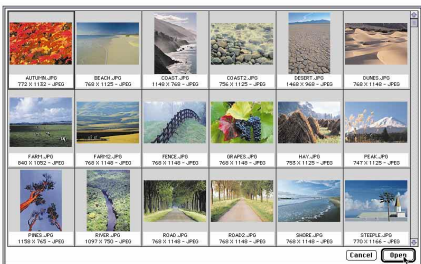 AUTUMN.JPG BEACH.JPG COAST.JPG COAST2.JPG DESERT.JPG DUNES.JPG
772 X 1132 - JPEG 768 X 1125 - JPEG 1148 X 768 - JPEG 756 X 1125 - JPEG 1468 X 968 - JPEG 768 X 1148 - JPEG
FARM.JPG FARM2.JPG FENCE.JPG GRAPES.JPG HAY.JPG PEAK.JPG
840 X 1052 - JPEG 768 X 1148 - JPEG 768 X 1148 - JPEG 768 X 1148 - JPEG 755 X 1125 - JPEG 747 X 1125 - JPEG
PINES.JPG RIVER.JPG ROAD.JPG ROAD2.JPG SHORE.JPG STEEPLE.JPG
1158 X 765 - JPEG 1097 X 750 - JPEG 768 X 1148 - JPEG 768 X 1148 - JPEG 768 X 1148 - JPEG 770 X 1166 - JPEG
Cancel Open